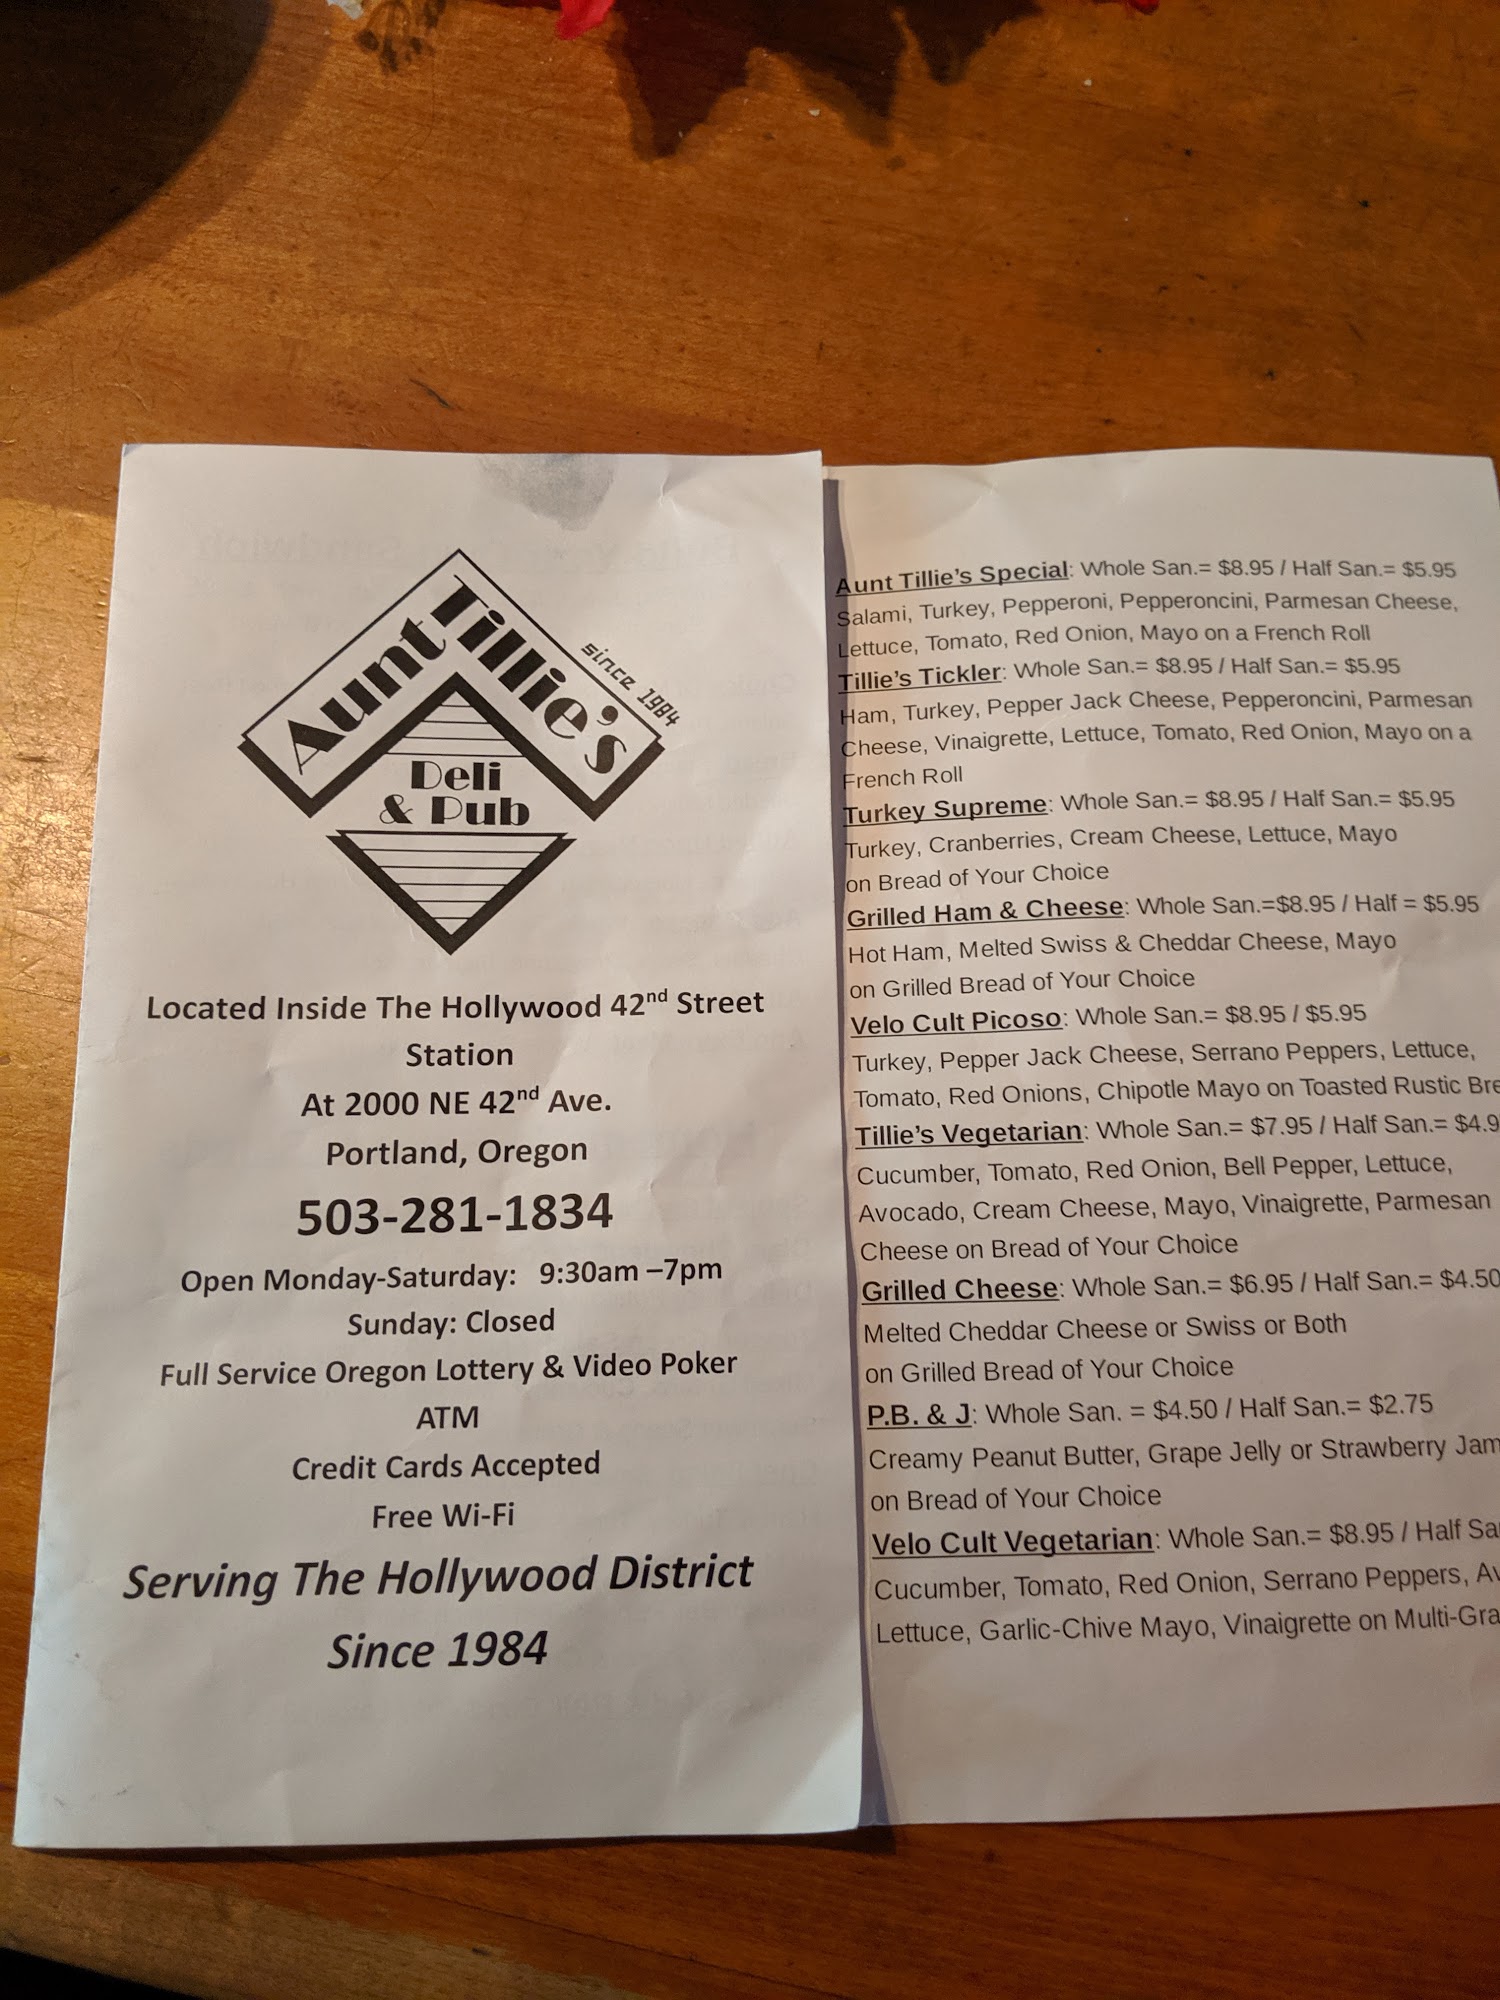 Aunt Tillie's
since 1984
Deli
& Pub
Located Inside The Hollywood 42nd Street
Station
At 2000 NE 42nd Ave.
Portland, Oregon
503-281-1834
Open Monday-Saturday: 9:30am –7pm
Sunday: Closed
Full Service Oregon Lottery & Video Poker
ATM
Credit Cards Accepted
Free Wi-Fi
Serving The Hollywood District
Since 1984
Aunt Tillie's Special: Whole San.= $8.95 / Half San.= $5.95
Salami, Turkey, Pepperoni, Pepperoncini, Parmesan Cheese,
Lettuce, Tomato, Red Onion, Mayo on a French Roll
Tillie's Tickler: Whole San.= $8.95 / Half San.= $5.95
Ham, Turkey, Pepper Jack Cheese, Pepperoncini, Parmesan
Cheese, Vinaigrette, Lettuce, Tomato, Red Onion, Mayo on a
French Roll
Turkey Supreme: Whole San.= $8.95 / Half San.= $5.95
Turkey, Cranberries, Cream Cheese, Lettuce, Mayo
on Bread of Your Choice
Grilled Ham & Cheese: Whole San.=$8.95 / Half = $5.95
Hot Ham, Melted Swiss & Cheddar Cheese, Mayo
on Grilled Bread of Your Choice
Velo Cult Picoso: Whole San.= $8.95 / $5.95
Turkey, Pepper Jack Cheese, Serrano Peppers, Lettuce,
Tomato, Red Onions, Chipotle Mayo on Toasted Rustic Bre
Tillie's Vegetarian: Whole San.= $7.95 / Half San.= $4.9
Cucumber, Tomato, Red Onion, Bell Pepper, Lettuce,
Avocado, Cream Cheese, Mayo, Vinaigrette, Parmesan
Cheese on Bread of Your Choice
Grilled Cheese: Whole San.= $6.95 / Half San.= $4.50
Melted Cheddar Cheese or Swiss or Both
on Grilled Bread of Your Choice
P.B. & J: Whole San. = $4.50 / Half San.= $2.75
Creamy Peanut Butter, Grape Jelly or Strawberry Jam
on Bread of Your Choice
Velo Cult Vegetarian: Whole San.= $8.95 / Half Sa
Cucumber, Tomato, Red Onion, Serrano Peppers, Av
Lettuce, Garlic-Chive Mayo, Vinaigrette on Multi-Gra